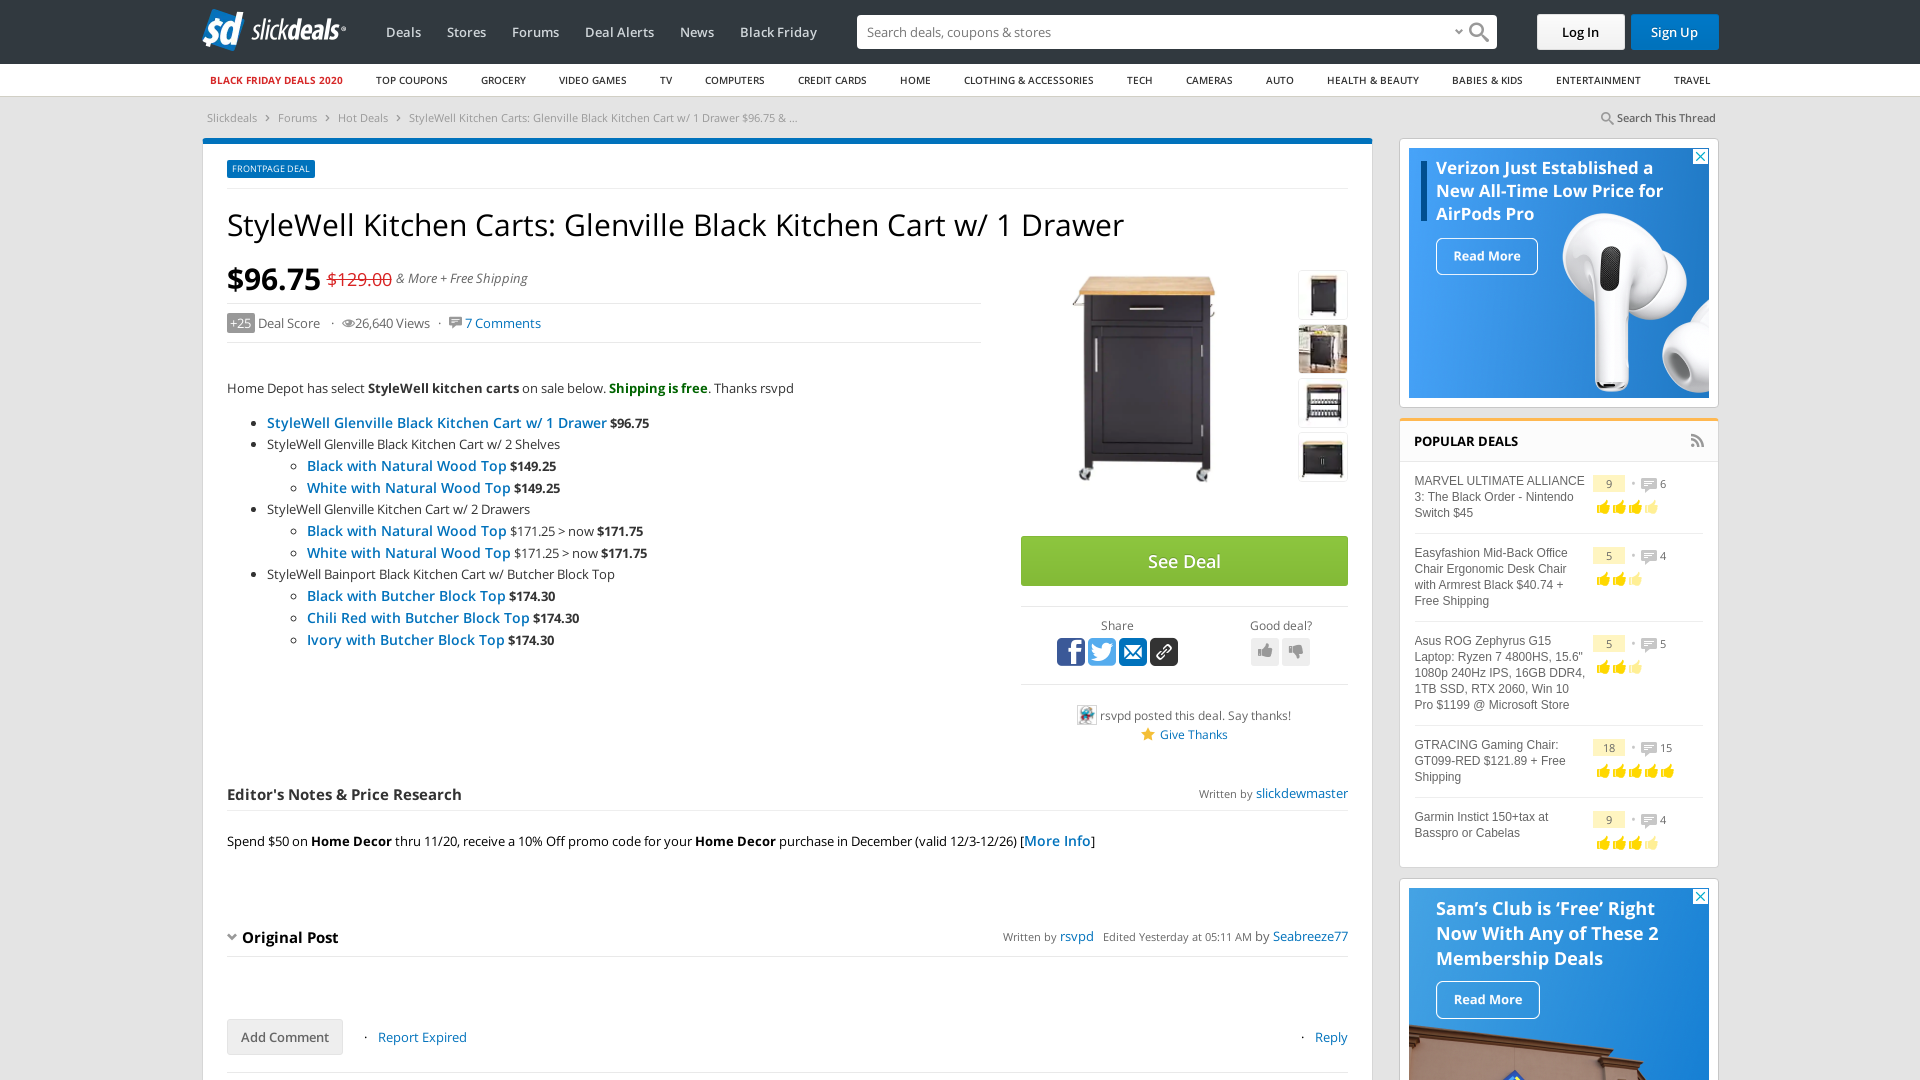 sd slickdeals
Deals Stores Forums Deal Alerts News Black Friday
Search deals, coupons & shops
Log In Sign Up
BLACK FRIDAY DEALS 2020 TOP COUPONS GROCERY VIDEO GAMES TV COMPUTERS CREDIT CARDS HOME CLOTHING & ACCESSORIES TECH CAMERAS AUTO HEALTH & BEAUTY BABIES & KIDS ENTERTAINMENT TRAVEL
Slickdeals › Forums › Hot Deals › StyleWell Kitchen Carts: Glenville Black Kitchen Cart w/ 1 Drawer $96.75 & ...
Search This Thread
FRONTPAGE DEAL
StyleWell Kitchen Carts: Glenville Black Kitchen Cart w/ 1 Drawer
$96.75 $129.00 & More + Free Shipping
+25 Deal Score · 26,640 Views · 7 Comments
Home Depot has select StyleWell kitchen carts on sale below. Shipping is free. Thanks rsvpd
• StyleWell Glenville Black Kitchen Cart w/ 1 Drawer $96.75
• StyleWell Glenville Black Kitchen Cart w/ 2 Shelves
◦ Black with Natural Wood Top $149.25
◦ White with Natural Wood Top $149.25
• StyleWell Glenville Kitchen Cart w/ 2 Drawers
◦ Black with Natural Wood Top $171.25 > now $171.75
◦ White with Natural Wood Top $171.25 > now $171.75
• StyleWell Bainport Black Kitchen Cart w/ Butcher Block Top
◦ Black with Butcher Block Top $174.30
◦ Chili Red with Butcher Block Top $174.30
◦ Ivory with Butcher Block Top $174.30
See Deal
Share Good deal?
rsvpd posted this deal. Say thanks!
Give Thanks
Editor's Notes & Price Research
Written by slickdewmaster
Spend $50 on Home Decor thru 11/20, receive a 10% Off promo code for your Home Decor purchase in December (valid 12/3-12/26) [More Info]
Original Post
Written by rsvpd Edited Yesterday at 05:11 AM by Seabreeze77
Add Comment · Report Expired
· Reply
Verizon Just Established a
New All-Time Low Price for
AirPods Pro
Read More
POPULAR DEALS
MARVEL ULTIMATE ALLIANCE
3: The Black Order - Nintendo
Switch $45
9 • 6
Easyfashion Mid-Back Office
Chair Ergonomic Desk Chair
with Armrest Black $40.74 +
Free Shipping
5 • 4
Asus ROG Zephyrus G15
Laptop: Ryzen 7 4800HS, 15.6"
1080p 240Hz IPS, 16GB DDR4,
1TB SSD, RTX 2060, Win 10
Pro $1199 @ Microsoft Store
5 • 5
GTRACING Gaming Chair:
GT099-RED $121.89 + Free
Shipping
18 • 15
Garmin Instict 150+tax at
Basspro or Cabelas
9 • 4
Sam's Club is 'Free' Right
Now With Any of These 2
Membership Deals
Read More